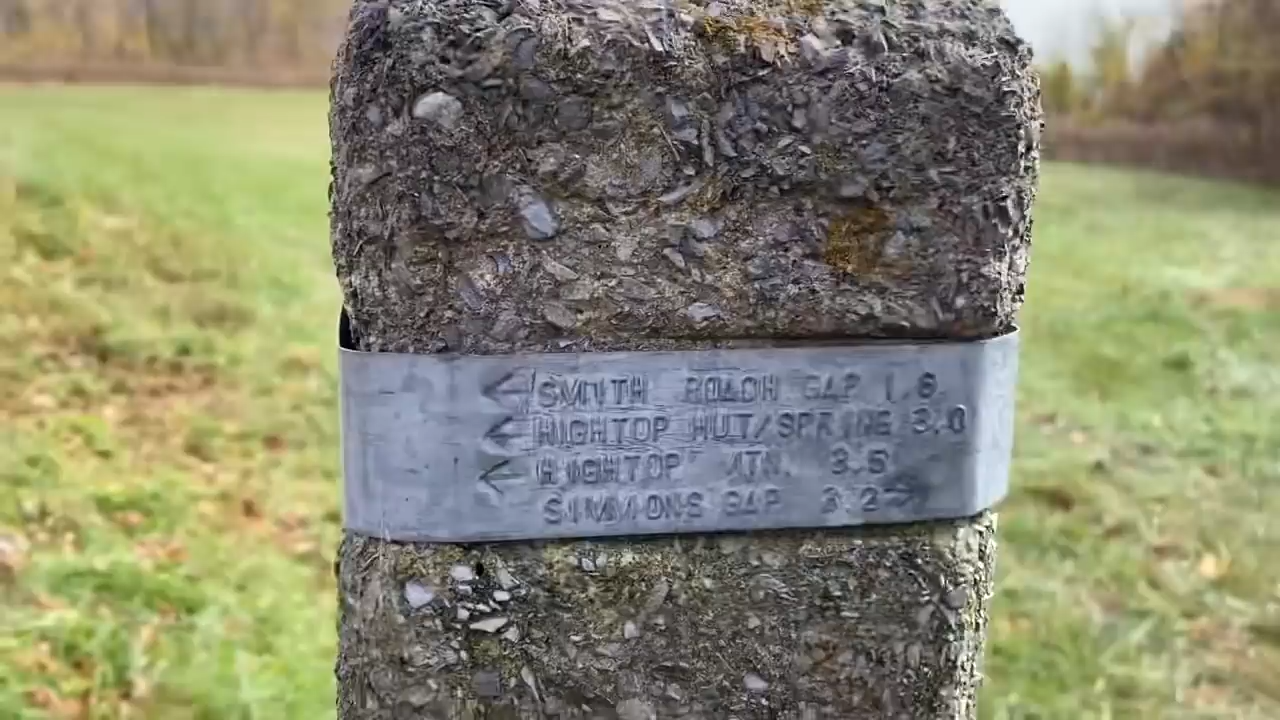 ← SMITH ROACH GAP 1.6
← HIGHTOP HUT/SPRING 3.0
← HIGHTOP MTN. 3.5
SIMMONS GAP 3.2 →